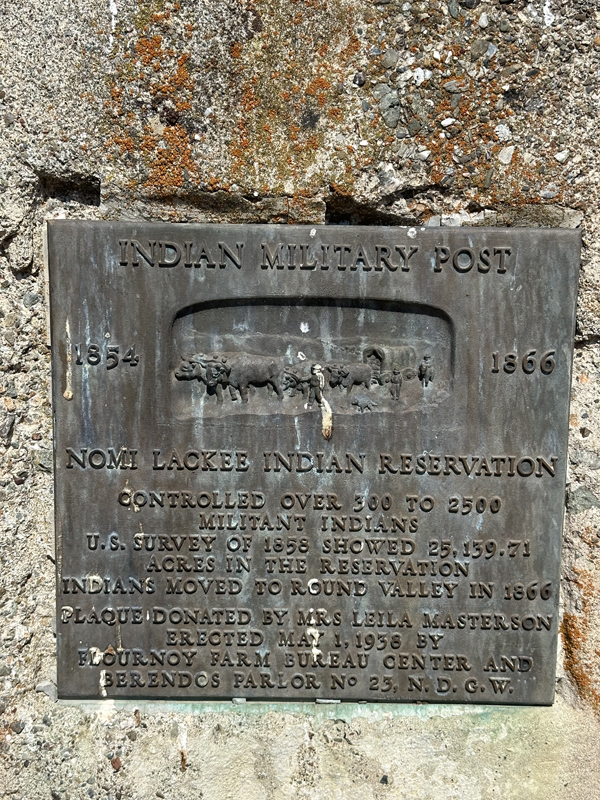 INDIAN MILITARY POST
1854 1866
NOMI LACKEE INDIAN RESERVATION
CONTROLLED OVER 300 TO 2500
MILITANT INDIANS
U.S. SURVEY OF 1858 SHOWED 25,139.71
ACRES IN THE RESERVATION
INDIANS MOVED TO ROUND VALLEY IN 1866
PLAQUE DONATED BY MRS LEILA MASTERSON
ERECTED MAY 1, 1938 BY
FLOURNOY FARM BUREAU CENTER AND
BERENDOS PARLOR Nº 23, N. D. G. W.